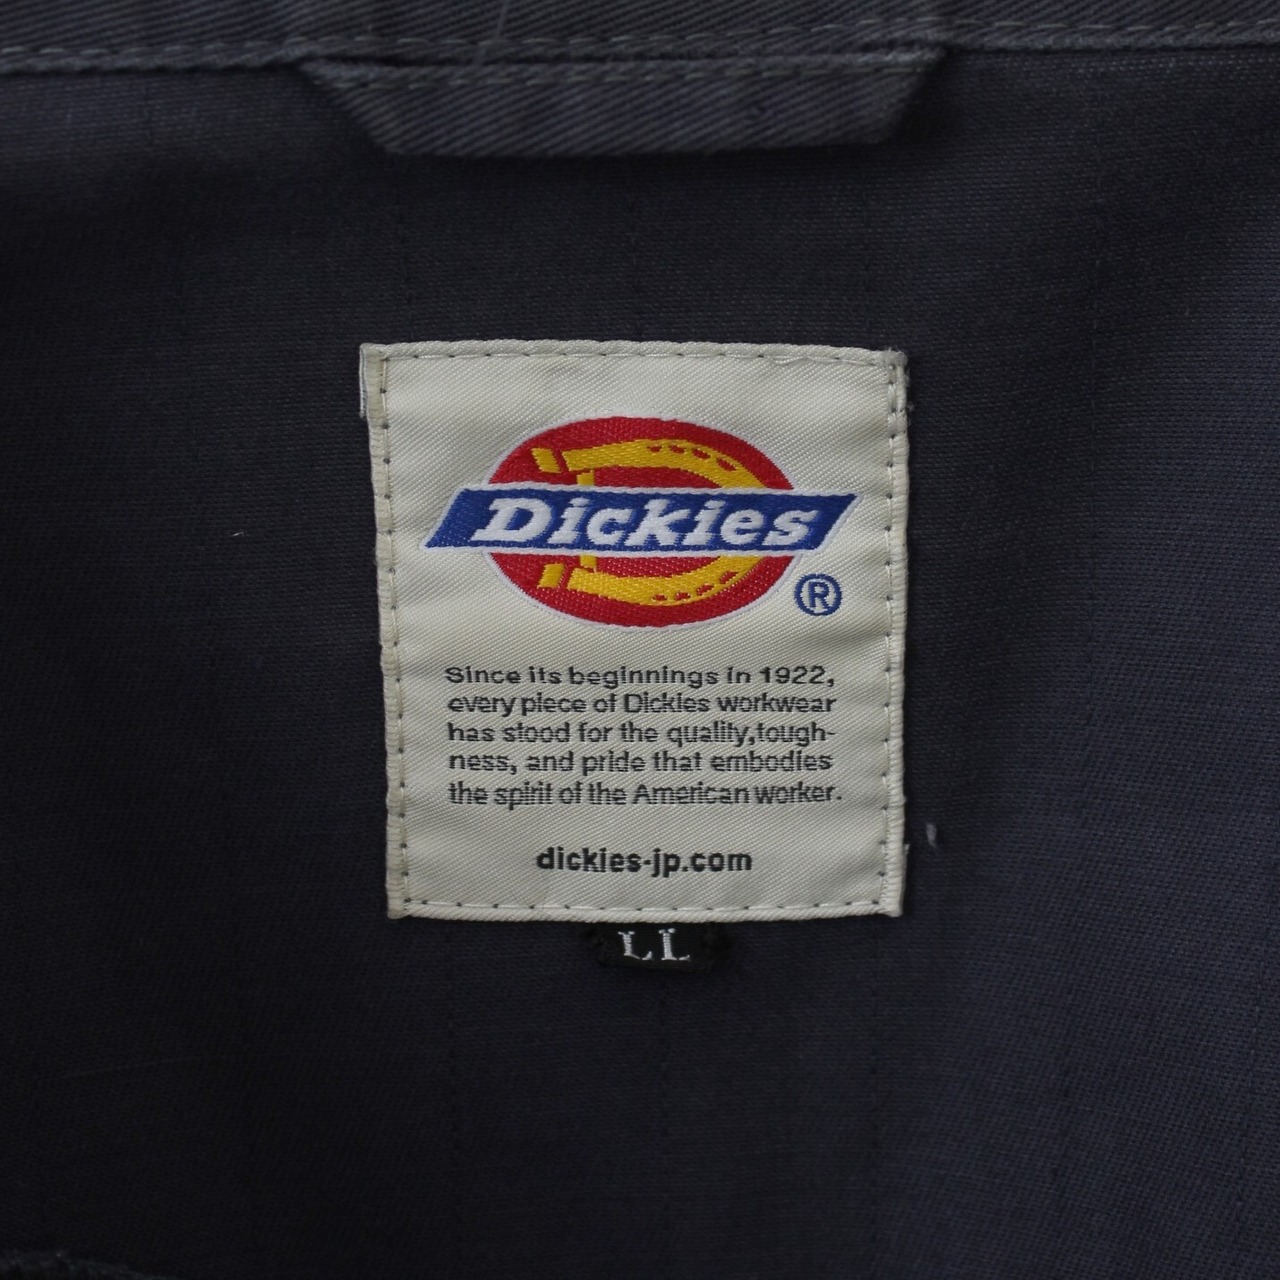 Dickies
®
Since its beginnings in 1922,
every piece of Dickies workwear
has stood for the quality,tough-
ness, and pride that embodies
the spirit of the American worker.
dickies-jp.com
LL